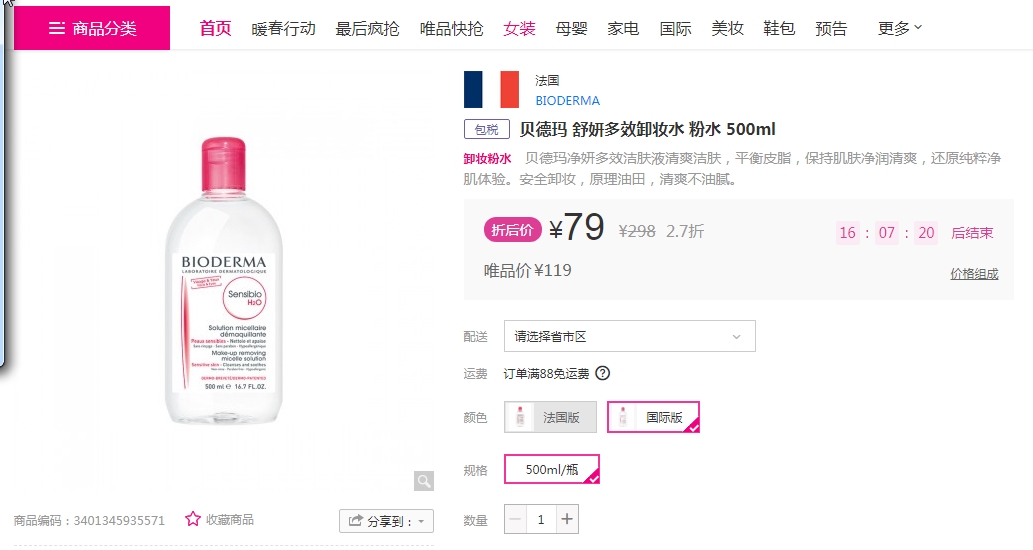 商品分类 首页 暖春行动 最后疯抢 唯品快抢 女装 母婴 家电 国际 美妆 鞋包 预告 更多
法国
BIODERMA
包税 贝德玛 舒妍多效卸妆水 粉水 500ml
卸妆粉水 贝德玛净妍多效洁肤液清爽洁肤，平衡皮脂，保持肌肤净润清爽，还原纯粹净
肌体验。安全卸妆，原理油田，清爽不油腻。
折后价 ¥79 ¥298 2.7折 16 : 07 : 20 后结束
唯品价 ¥119 价格组成
配送 请选择省市区
运费 订单满88免运费 ?
颜色 法国版 国际版
规格 500ml/瓶
数量 － 1 +
BIODERMA
LABORATOIRE DERMATOLOGIQUE
Visage & Yeux
Sensibio
H2O
Solution micellaire
démaquillante
Peaux sensibles - Nettoie et apaise
Make-up removing
micelle solution
Sensitive skin - Cleanses and soothes
500 ml ℮ 16.7 FL.OZ.
商品编码：3401345935571 收藏商品 分享到：